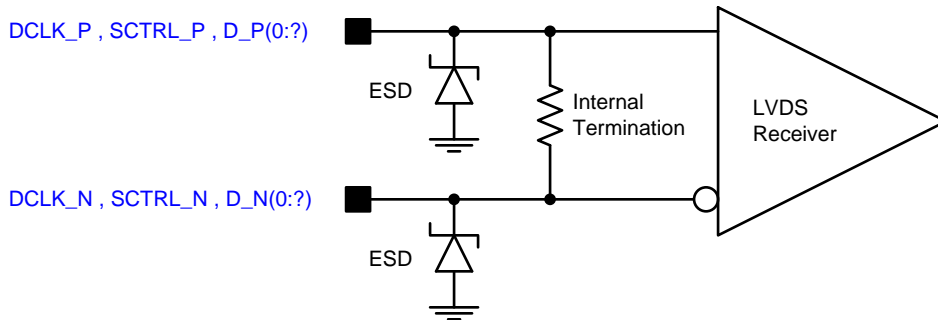 DCLK_P , SCTRL_P , D_P(0:?)
ESD
Internal
Termination
LVDS
Receiver
DCLK_N , SCTRL_N , D_N(0:?)
ESD